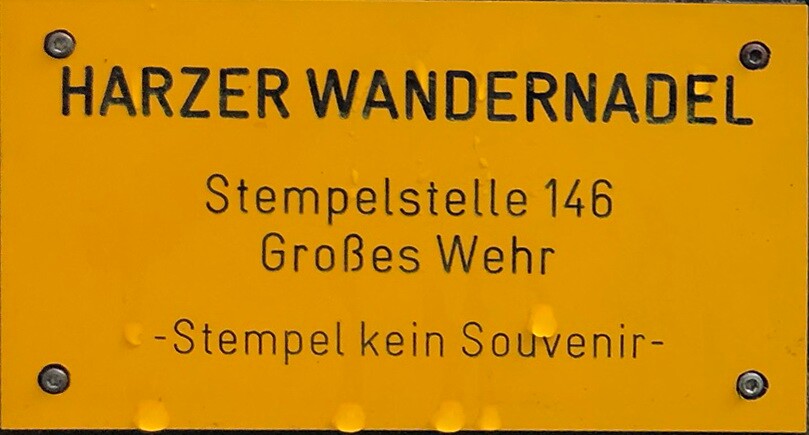 HARZER WANDERNADEL
Stempelstelle 146
Großes Wehr
-Stempel kein Souvenir-